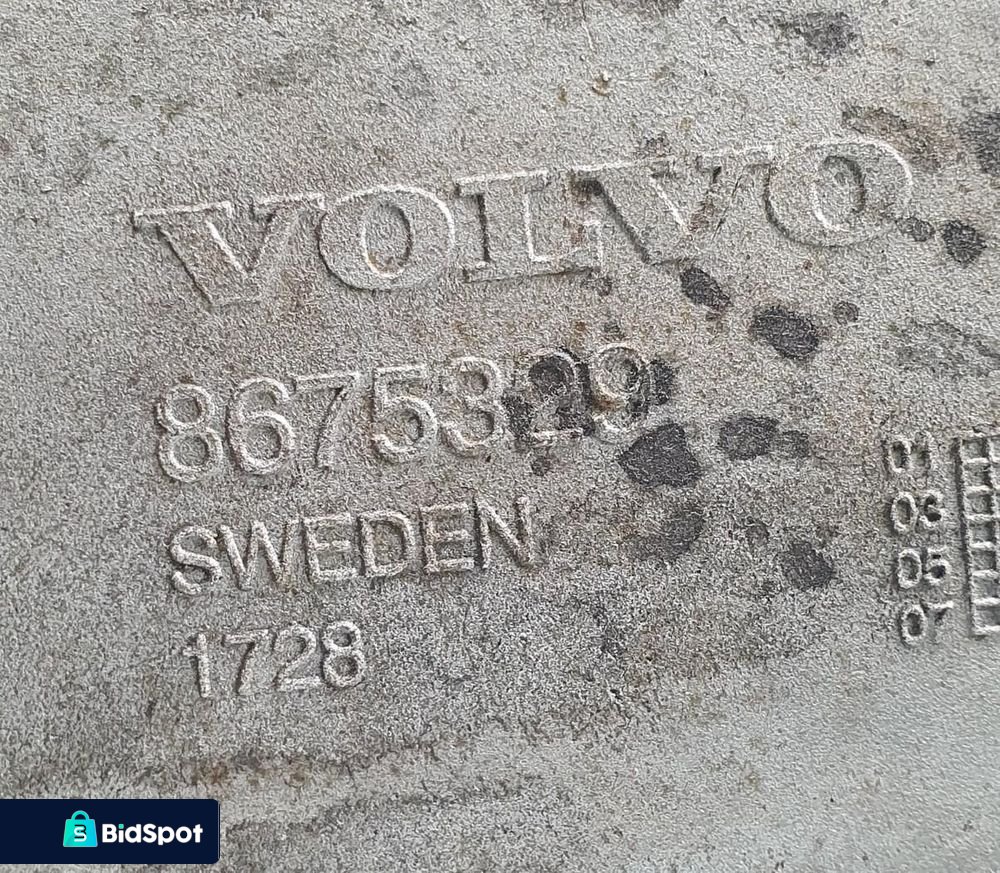 VOLVO
8675329
SWEDEN
1728
01
03
05
07
BidSpot